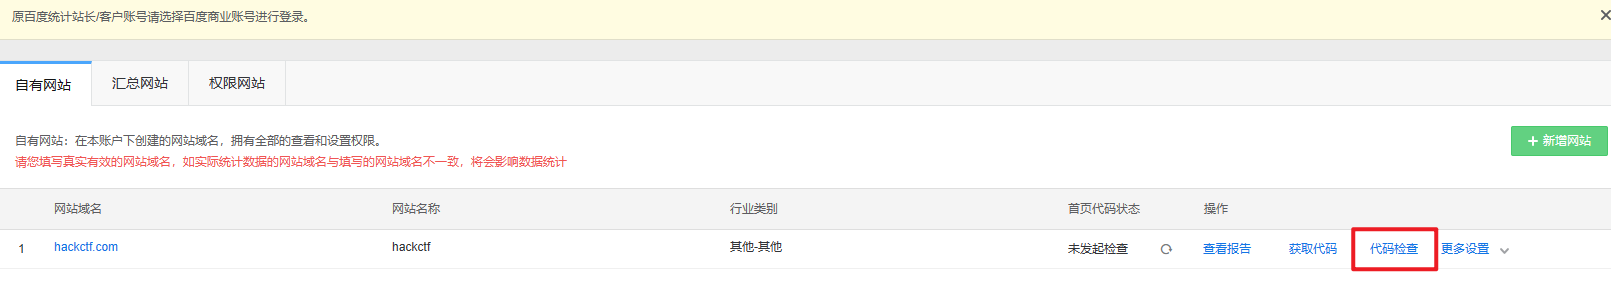 原百度统计站长/客户账号请选择百度商业账号进行登录。
自有网站 汇总网站 权限网站
自有网站：在本账户下创建的网站域名，拥有全部的查看和设置权限。
请您填写真实有效的网站域名，如实际统计数据的网站域名与填写的网站域名不一致，将会影响数据统计
+ 新增网站
网站域名 网站名称 行业类别 首页代码状态 操作
1 hackctf.com hackctf 其他-其他 未发起检查 查看报告 获取代码 代码检查 更多设置